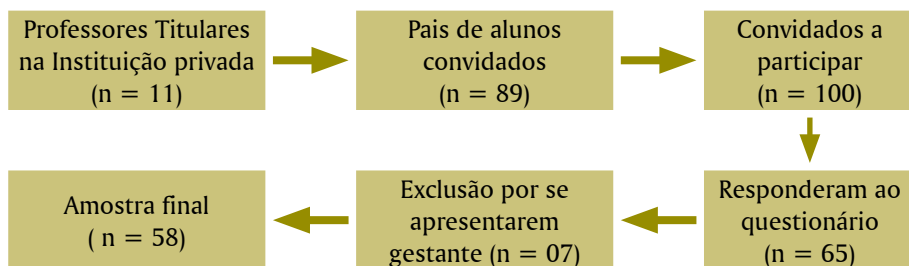 Professores Titulares
na Instituição privada
(n = 11)
Pais de alunos
convidados
(n = 89)
Convidados a
participar
(n = 100)
Amostra final
( n = 58)
Exclusão por se
apresentarem
gestante (n = 07)
Responderam ao
questionário
(n = 65)